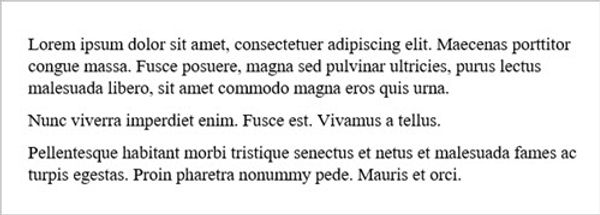 Lorem ipsum dolor sit amet, consectetuer adipiscing elit. Maecenas porttitor
congue massa. Fusce posuere, magna sed pulvinar ultricies, purus lectus
malesuada libero, sit amet commodo magna eros quis urna.
Nunc viverra imperdiet enim. Fusce est. Vivamus a tellus.
Pellentesque habitant morbi tristique senectus et netus et malesuada fames ac
turpis egestas. Proin pharetra nonummy pede. Mauris et orci.